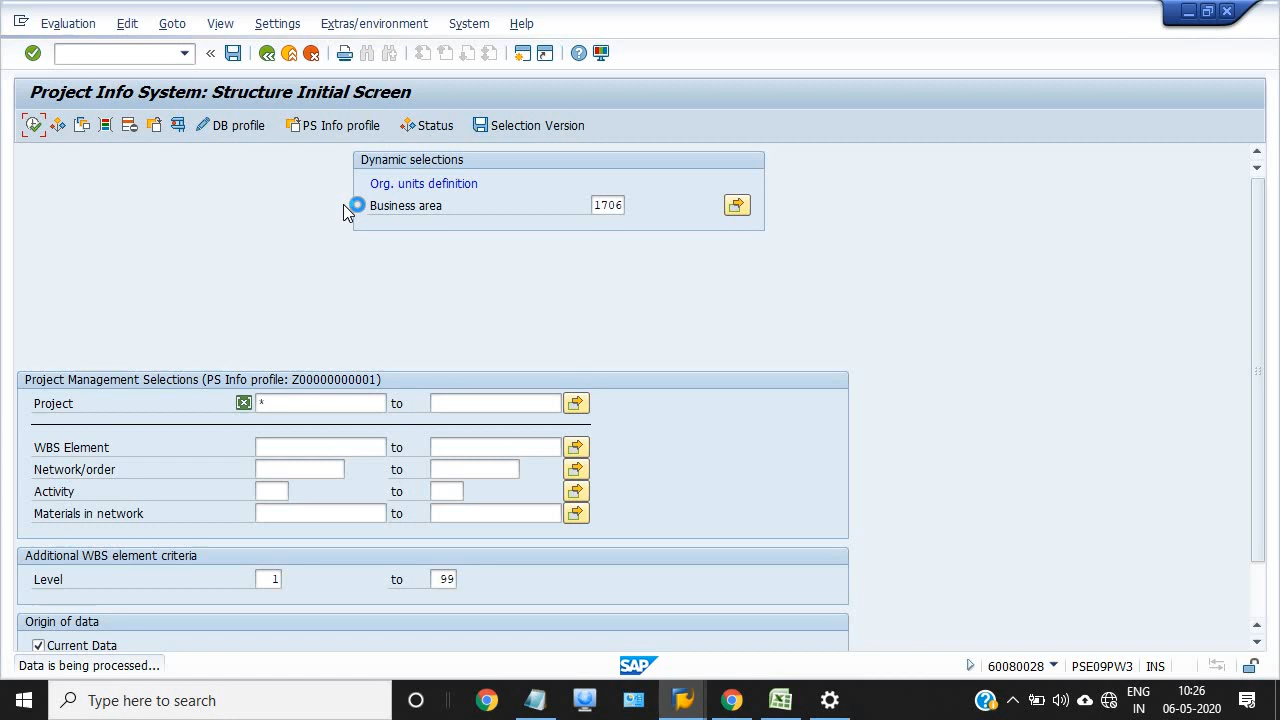 Evaluation Edit Goto View Settings Extras/environment System Help
Project Info System: Structure Initial Screen
DB profile PS Info profile Status Selection Version
Dynamic selections
Org. units definition
Business area 1706
Project Management Selections (PS Info profile: Z00000000001)
Project * to
WBS Element to
Network/order to
Activity to
Materials in network to
Additional WBS element criteria
Level 1 to 99
Origin of data
Current Data
Data is being processed... SAP 60080028 PSE09PW3 INS
Type here to search ENG 10:26
IN 06-05-2020